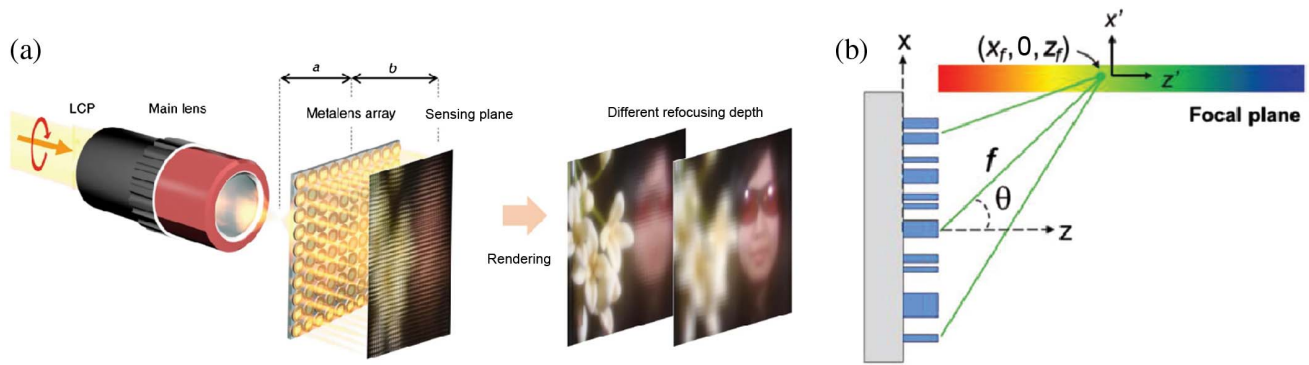 (a)
a
b
LCP
Main lens
Metalens array
Sensing plane
Different refocusing depth
Rendering
(b)
x
x'
(x_f, 0, z_f)
z'
Focal plane
f
θ
z